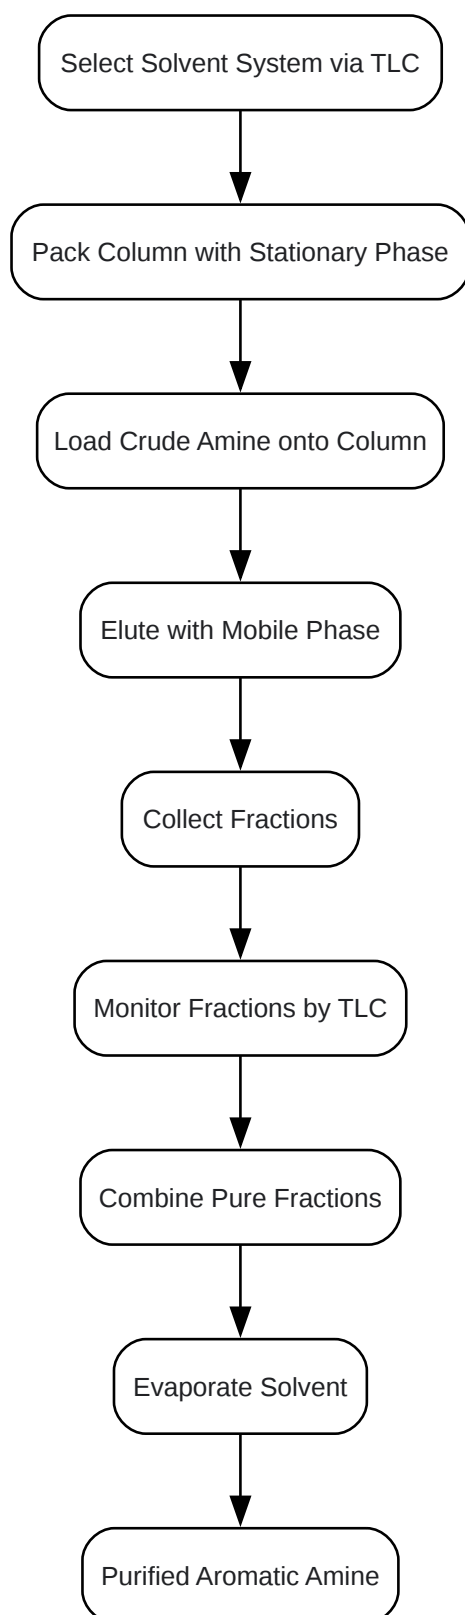 Select Solvent System via TLC
Pack Column with Stationary Phase
Load Crude Amine onto Column
Elute with Mobile Phase
Collect Fractions
Monitor Fractions by TLC
Combine Pure Fractions
Evaporate Solvent
Purified Aromatic Amine